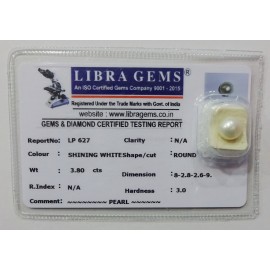 LIBRA GEMS®
An ISO Certified Gems Company 9001 - 2015
Registered Under the Trade Marks with Govt. of India
website : www.libragems.co.in
GEMS & DIAMOND CERTIFIED TESTING REPORT
ReportNo: LP 627 Clarity : N/A
Colour : SHINING WHITE Shape/cut : ROUND
Wt : 3.80 cts Dimension : 8-2.8-2.6-9.
R.Index : N/A Hardness : 3.0
Comment : PEARL